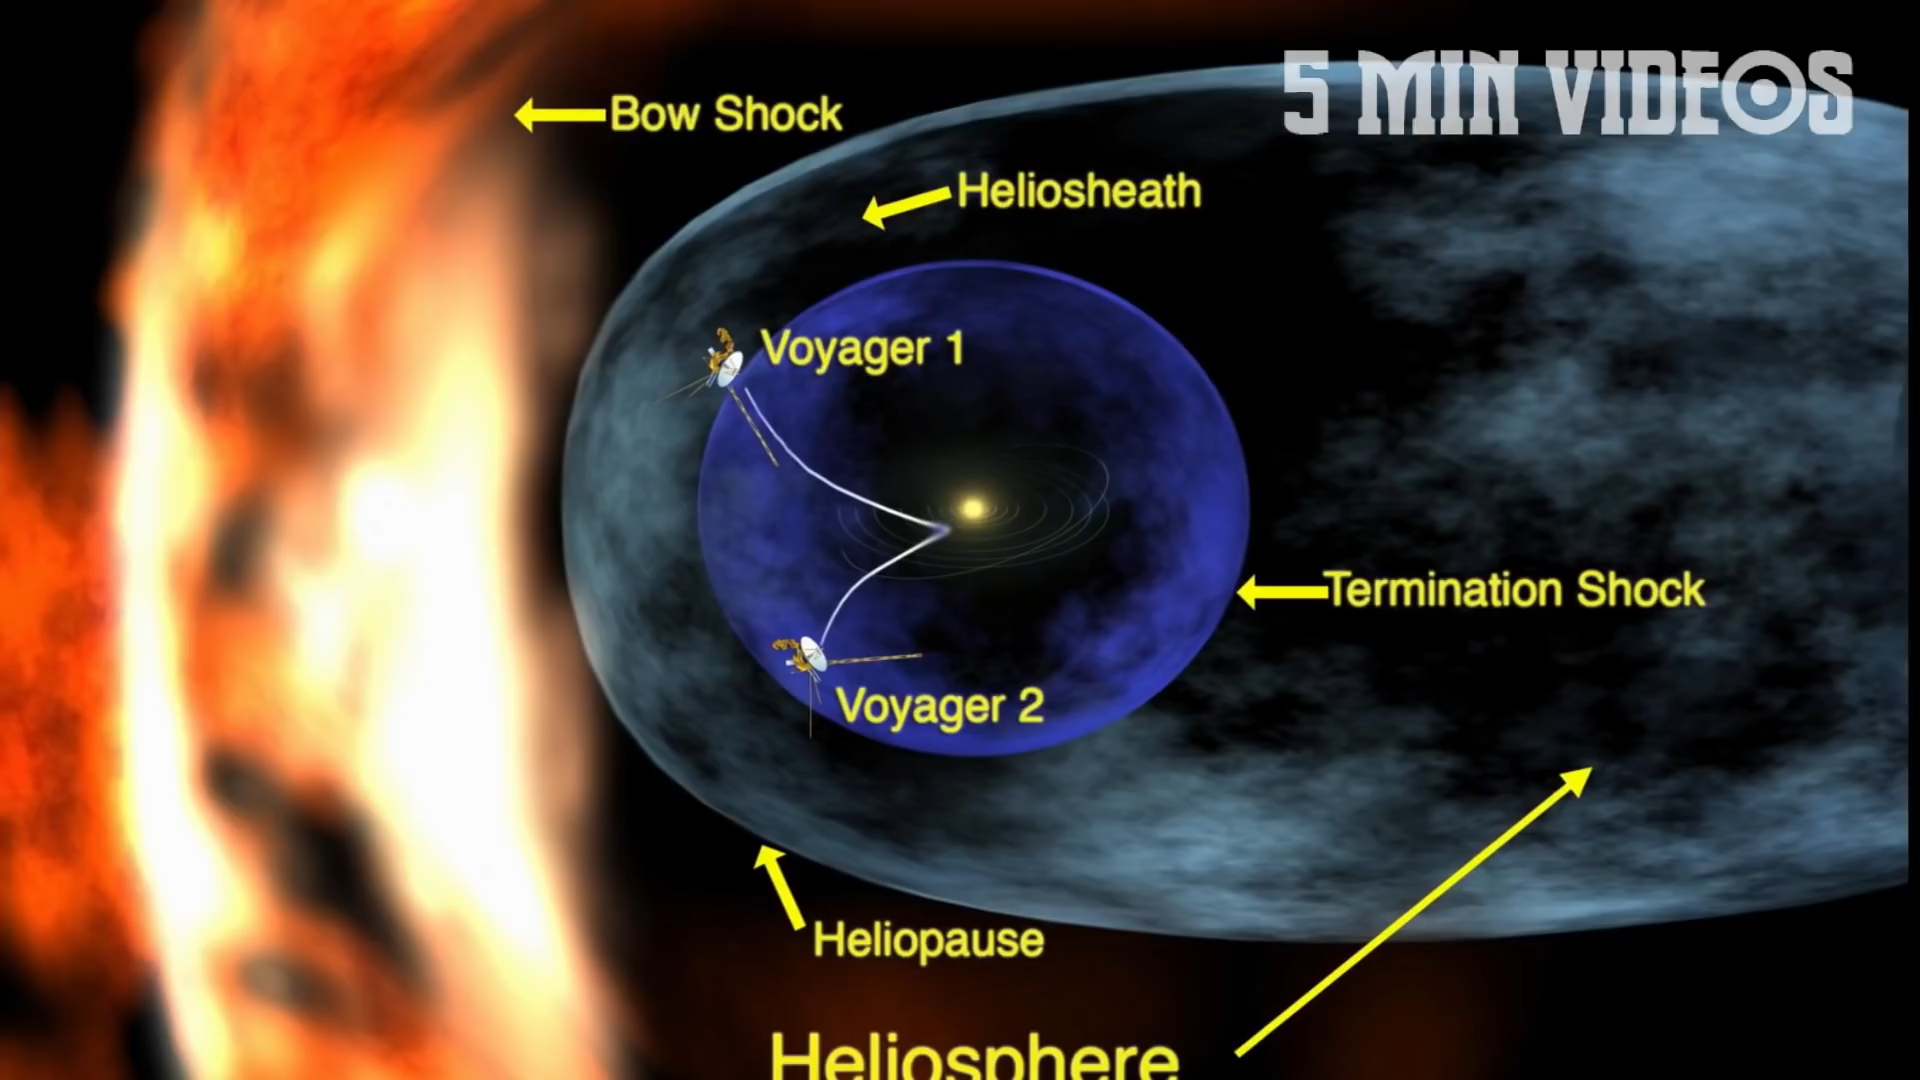 5 MIN VIDEOS
Bow Shock
Heliosheath
Voyager 1
Termination Shock
Voyager 2
Heliopause
Heliosphere